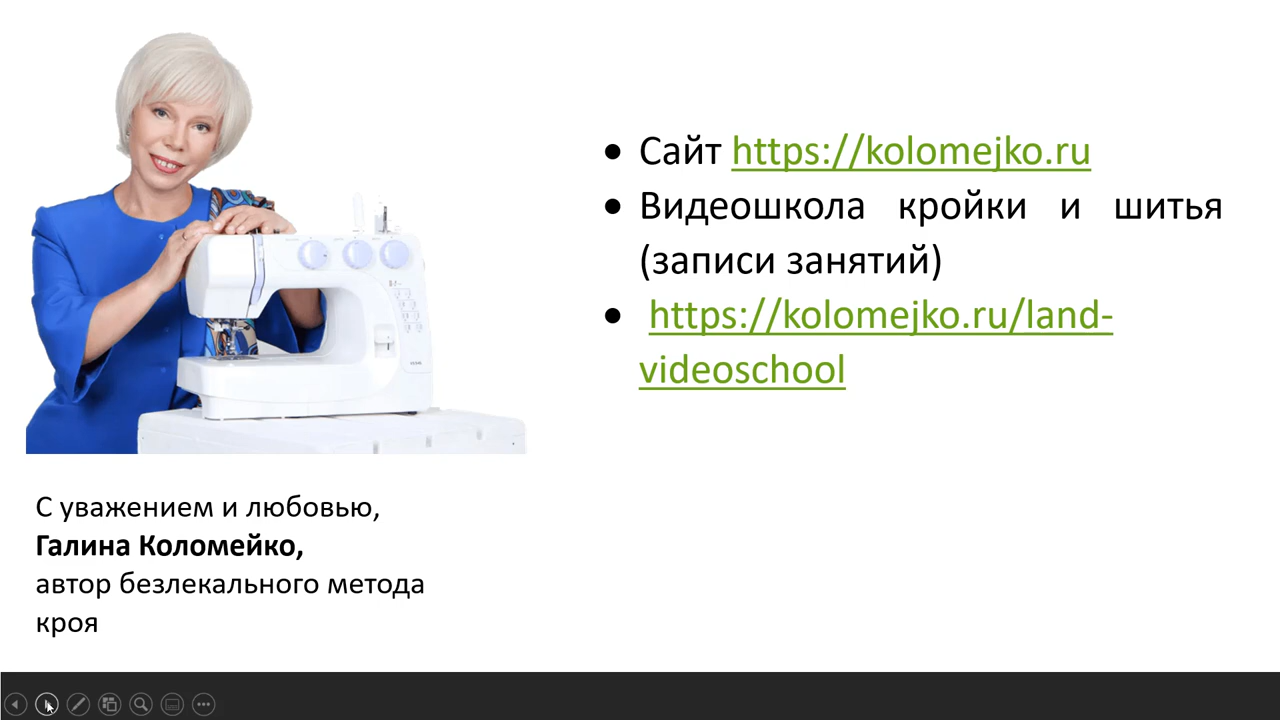 • Сайт https://kolomejko.ru
• Видеошкола кройки и шитья
(записи занятий)
• https://kolomejko.ru/land-
videoschool
С уважением и любовью,
Галина Коломейко,
автор безлекального метода
кроя